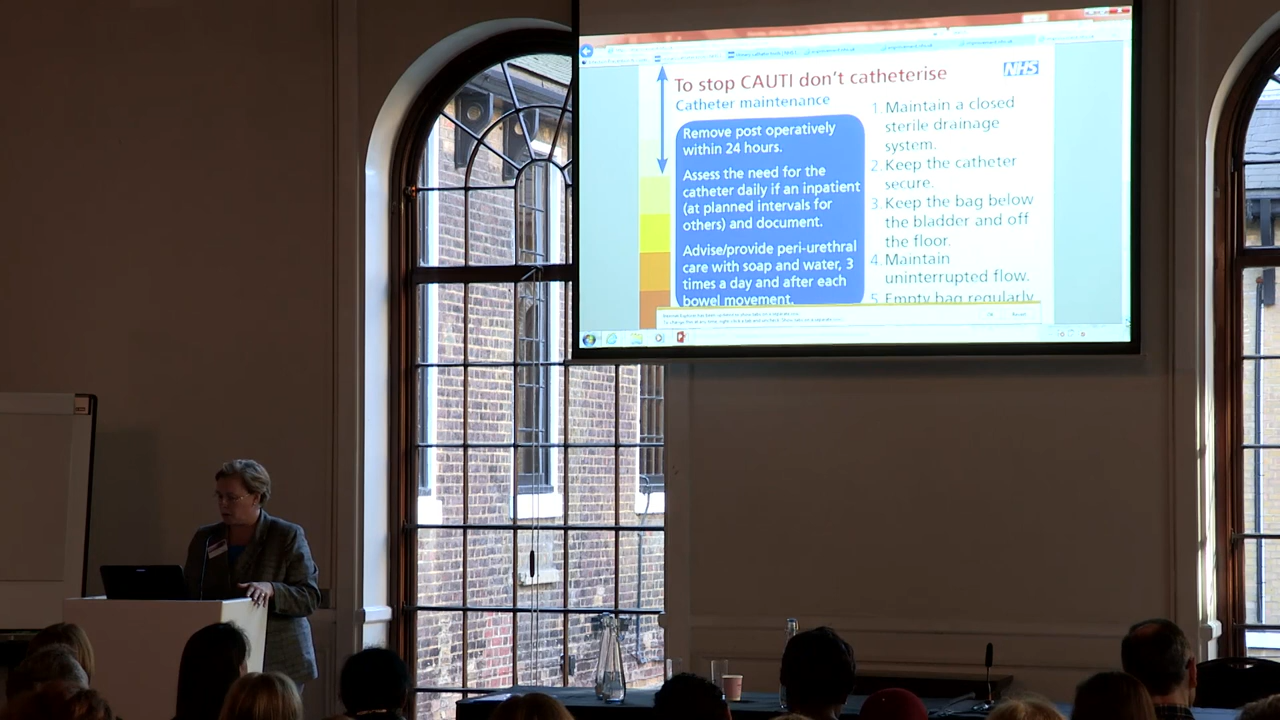 To stop CAUTI don't catheterise
NHS
Catheter maintenance
Remove post operatively
within 24 hours.
Assess the need for the
catheter daily if an inpatient
(at planned intervals for
others) and document.
Advise/provide peri-urethral
care with soap and water, 3
times a day and after each
bowel movement.
1. Maintain a closed
sterile drainage
system.
2. Keep the catheter
secure.
3. Keep the bag below
the bladder and off
the floor.
4. Maintain
uninterrupted flow.
5. Empty bag regularly